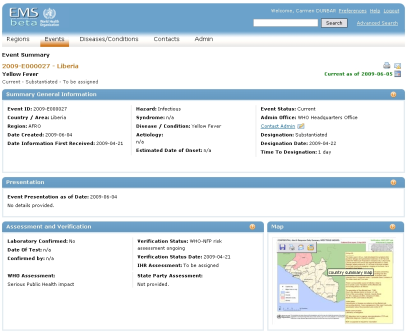 EMS
beta
World Health Organization
Welcome, Carmen DUNBAR Preferences Help Logout
Search Advanced Search
Regions Events Diseases/Conditions Contacts Admin
Event Summary
2009-E000027 - Liberia
Yellow Fever
Current - Substantiated - To be assigned
Current as of 2009-06-05
Summary General Information
Event ID: 2009-E000027
Country / Area: Liberia
Region: AFRO
Date Created: 2009-06-04
Date Information First Received: 2009-04-21
Hazard: Infectious
Syndrome: n/a
Disease / Condition: Yellow Fever
Aetiology:
n/a
Estimated Date of Onset: n/a
Event Status: Current
Admin Office: WHO Headquarters Office
Contact Admin
Designation: Substantiated
Designation Date: 2009-04-22
Time To Designation: 1 day
Presentation
Event Presentation as of Date: 2009-06-04
No details provided.
Assessment and Verification
Laboratory Confirmed: No
Date Of Test: n/a
Confirmed by: n/a
WHO Assessment:
Serious Public Health Impact
Verification Status: WHO-NFP risk
assessment ongoing
Verification Status Date: 2009-04-21
IHR Assessment: To be assigned
State Party Assessment:
Not provided.
Map
country summary map